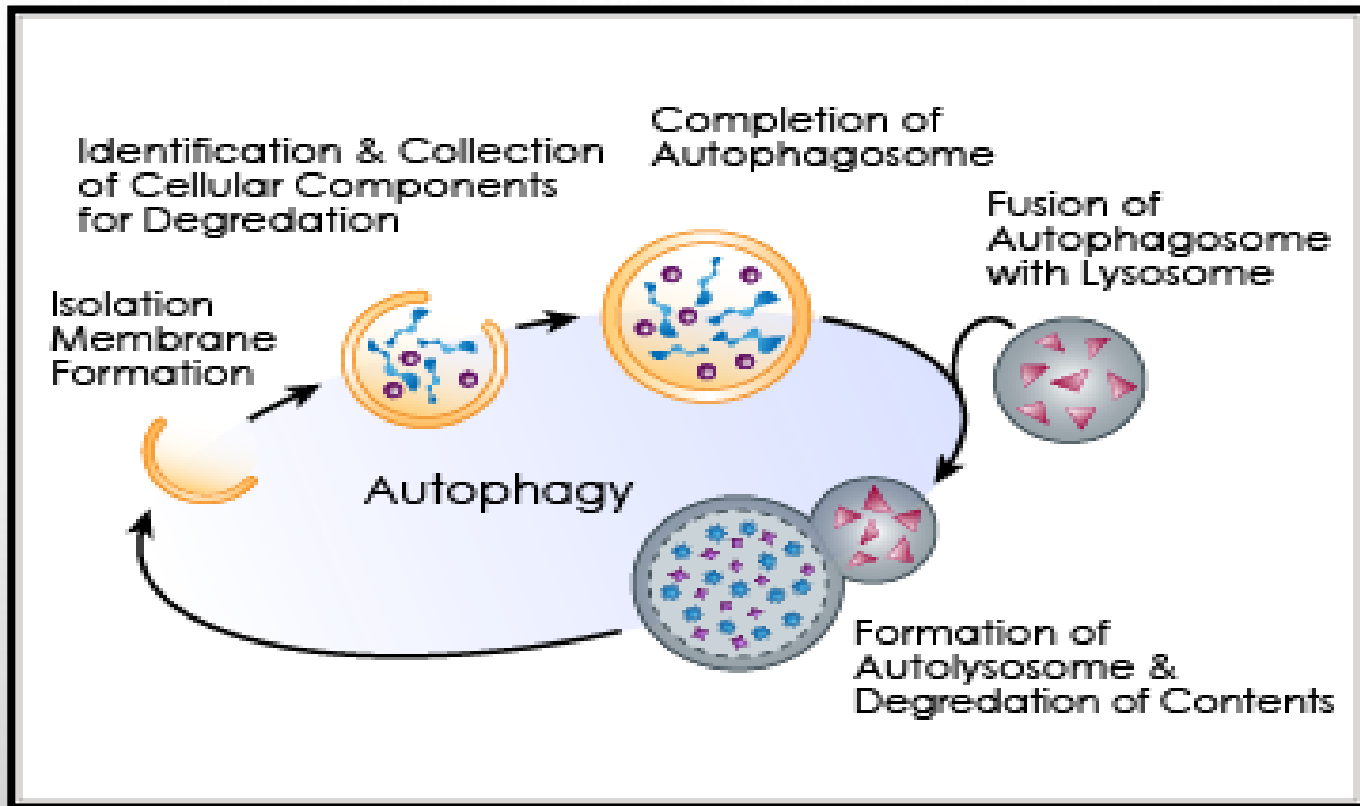 Identification & Collection
of Cellular Components
for Degredation
Completion of
Autophagosome
Fusion of
Autophagosome
with Lysosome
Isolation
Membrane
Formation
Autophagy
Formation of
Autolysosome &
Degredation of Contents